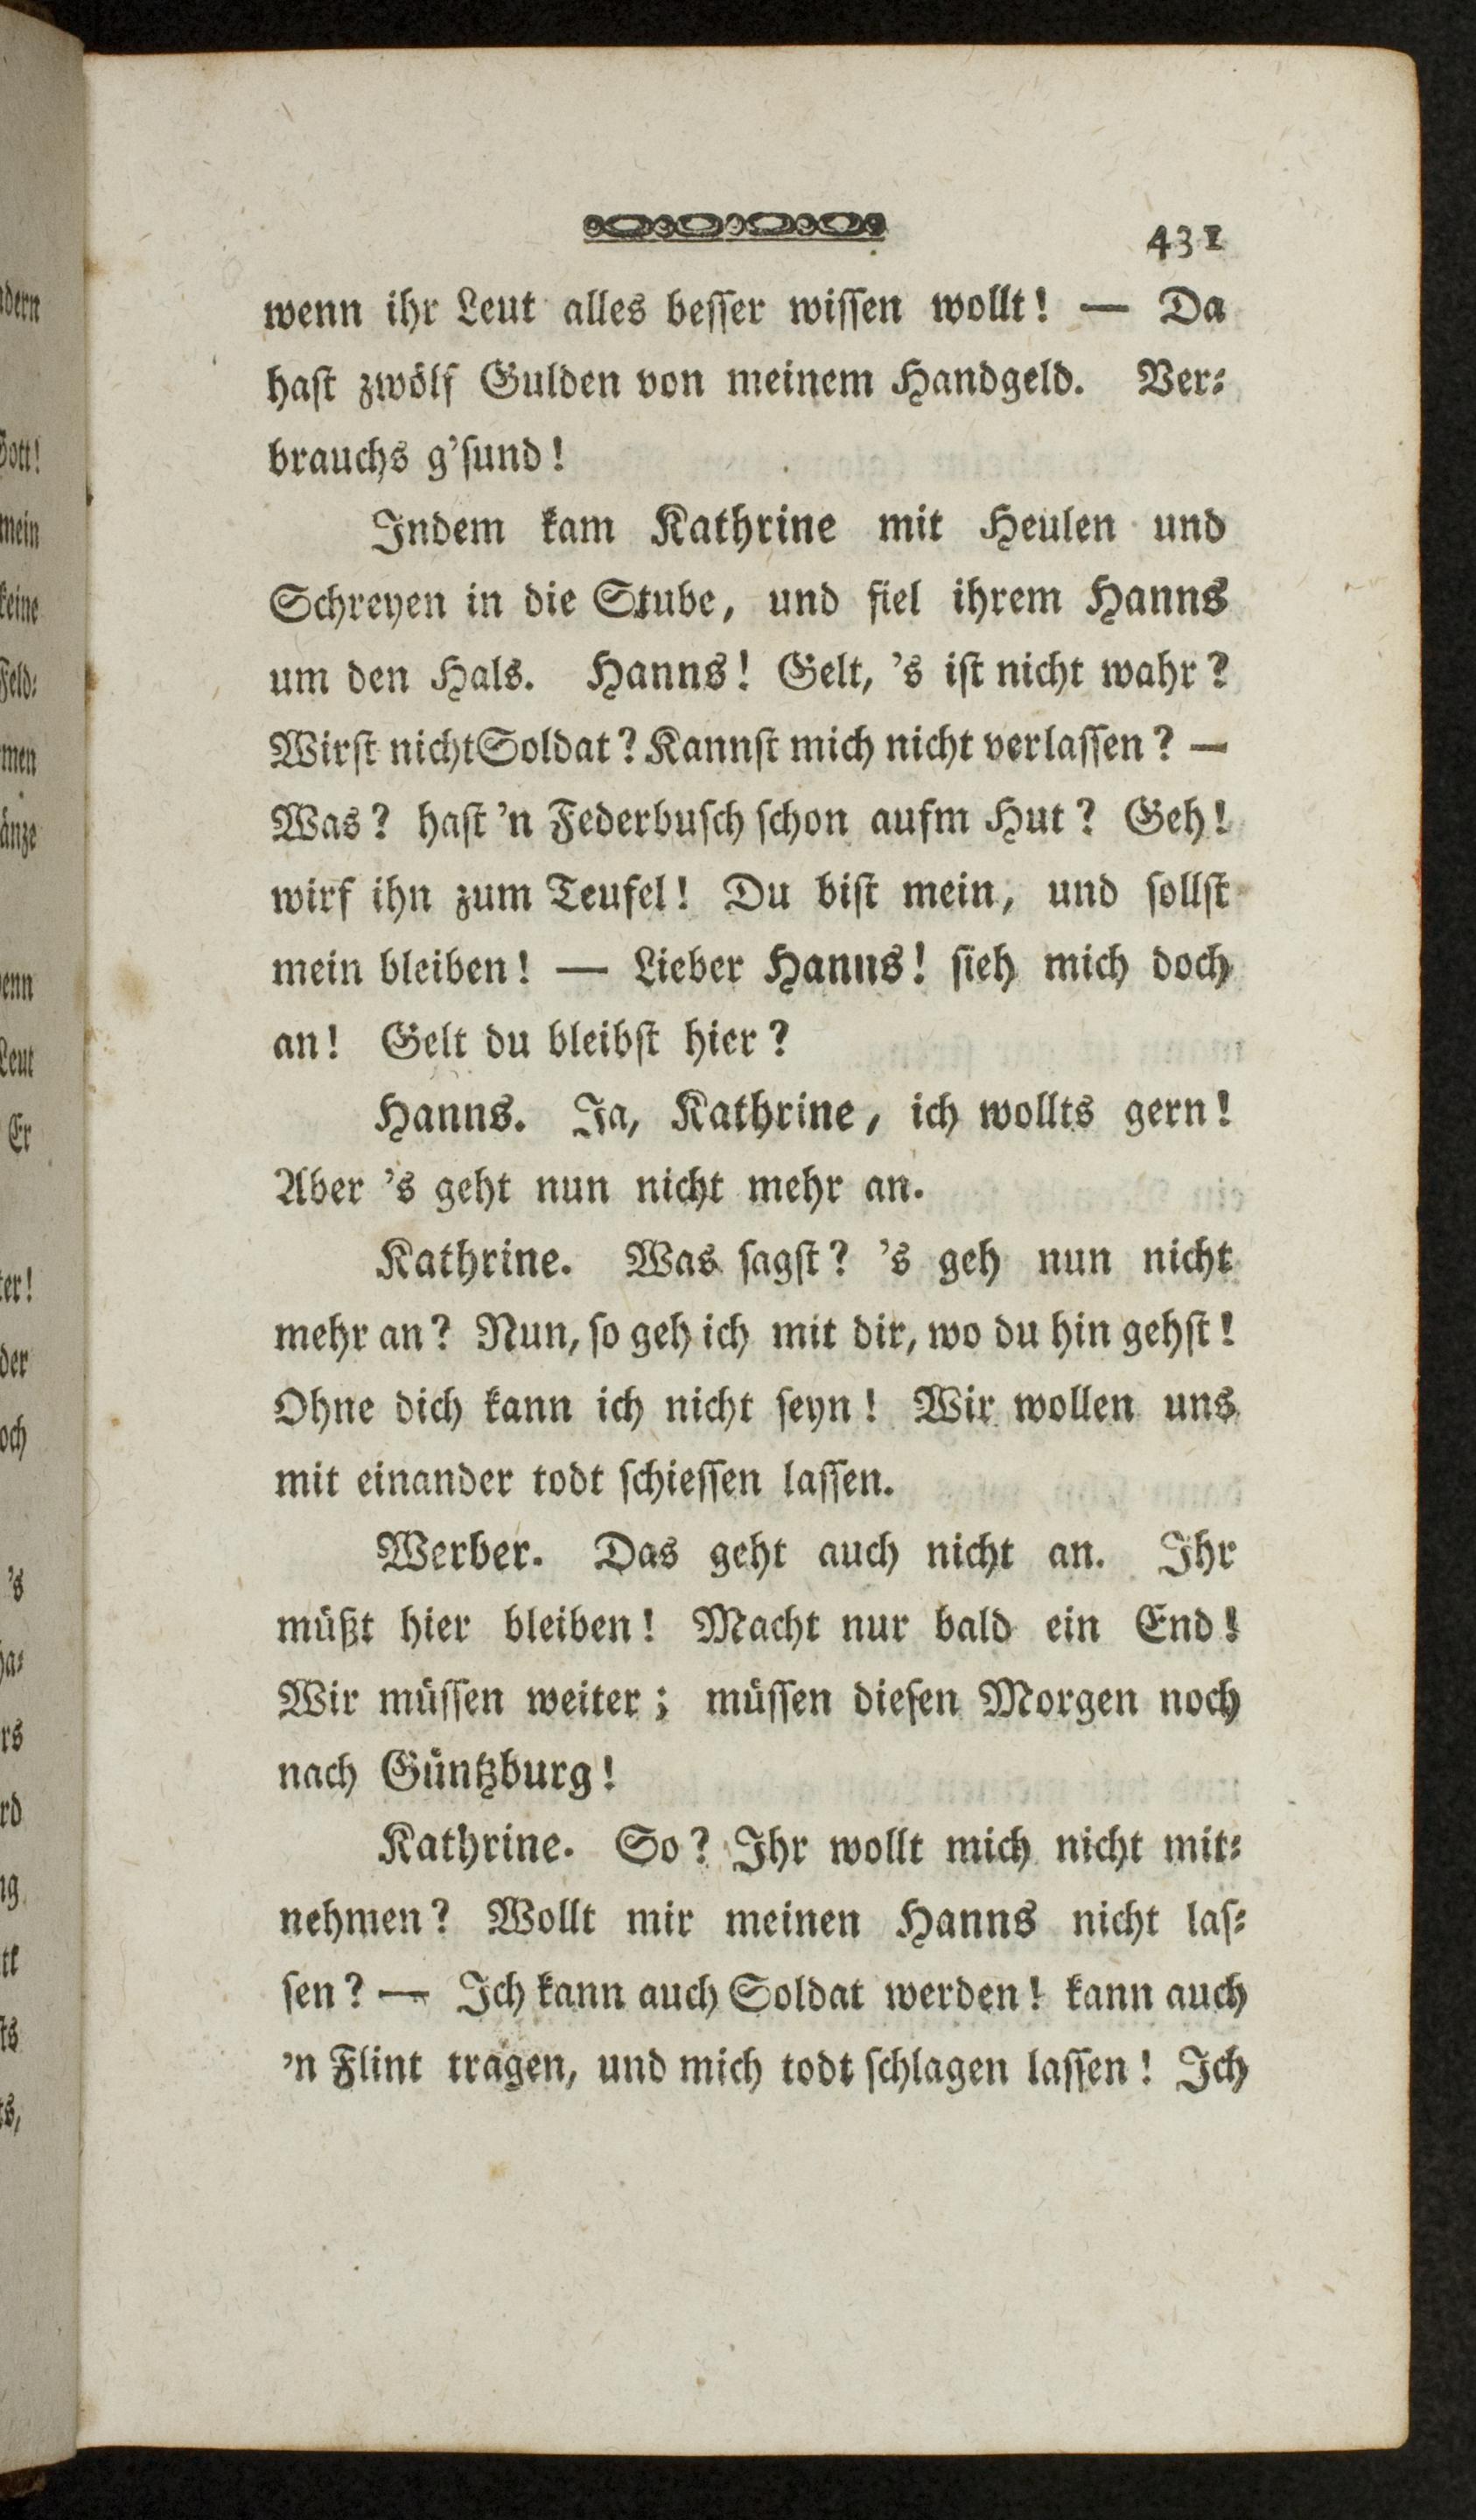 431
wenn ihr Leut alles beſſer wiſſen wollt! — Da
haſt zwölf Gulden von meinem Handgeld. Ver⸗
brauchs g'ſund!
Indem kam Kathrine mit Heulen und
Schreyen in die Stube, und fiel ihrem Hanns
um den Hals. Hanns! Gelt, 's iſt nicht wahr?
Wirſt nicht Soldat? Kannſt mich nicht verlaſſen? —
Was? haſt 'n Federbuſch ſchon aufm Hut? Geh!
wirf ihn zum Teufel! Du biſt mein, und ſollſt
mein bleiben! — Lieber Hanns! ſieh mich doch
an! Gelt du bleibſt hier?
Hanns. Ja, Kathrine, ich wollts gern!
Aber 's geht nun nicht mehr an.
Kathrine. Was ſagſt? 's geh nun nicht
mehr an? Nun, ſo geh ich mit dir, wo du hin gehſt!
Ohne dich kann ich nicht ſeyn! Wir wollen uns
mit einander todt ſchieſſen laſſen.
Werber. Das geht auch nicht an. Ihr
müßt hier bleiben! Macht nur bald ein End!
Wir müſſen weiter; müſſen dieſen Morgen noch
nach Güntzburg!
Kathrine. So? Ihr wollt mich nicht mit⸗
nehmen? Wollt mir meinen Hanns nicht laſ⸗
ſen? — Ich kann auch Soldat werden! kann auch
'n Flint tragen, und mich todt ſchlagen laſſen! Ich